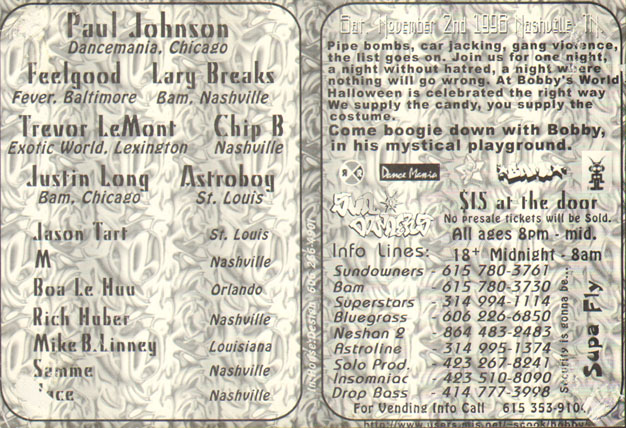 Paul Johnson
Dancemania, Chicago
Feelgood Lary Breaks
Fever, Baltimore Bam, Nashville
Trevor LeMont Chip B
Exotic World, Lexington Nashville
Justin Long Astroboy
Bam, Chicago St. Louis
Jason Tart St. Louis
M Nashville
Boa Le Huu Orlando
Rich Huber Nashville
Mike B. Linney Louisiana
Samme Nashville
Nashville
Sat. November 2nd 1996 Nashville, TN.
Pipe bombs, car jacking, gang violence,
the list goes on. Join us for one night,
a night without hatred, a night where
nothing will go wrong. At Bobby's World
Halloween is celebrated the right way
We supply the candy, you supply the
costume.
Come boogie down with Bobby,
in his mystical playground.
Dance Mania
$15 at the door
No presale tickets will be Sold.
All ages 8pm - mid.
18+ Midnight - 8am
Info Lines:
Sundowners - 615 780-3761
Bam - 615 780-3730
Superstars - 314 994-1114
Bluegrass - 606 226-6850
Neshan 2 - 864 483-2483
Astroline - 314 995-1374
Solo Prod. - 423 267-8241
Insomniac - 423 510-8090
Drop Bass - 414 777-3998
Security is gonna be...
Supa Fly
For Vending Info Call 615 353-9104